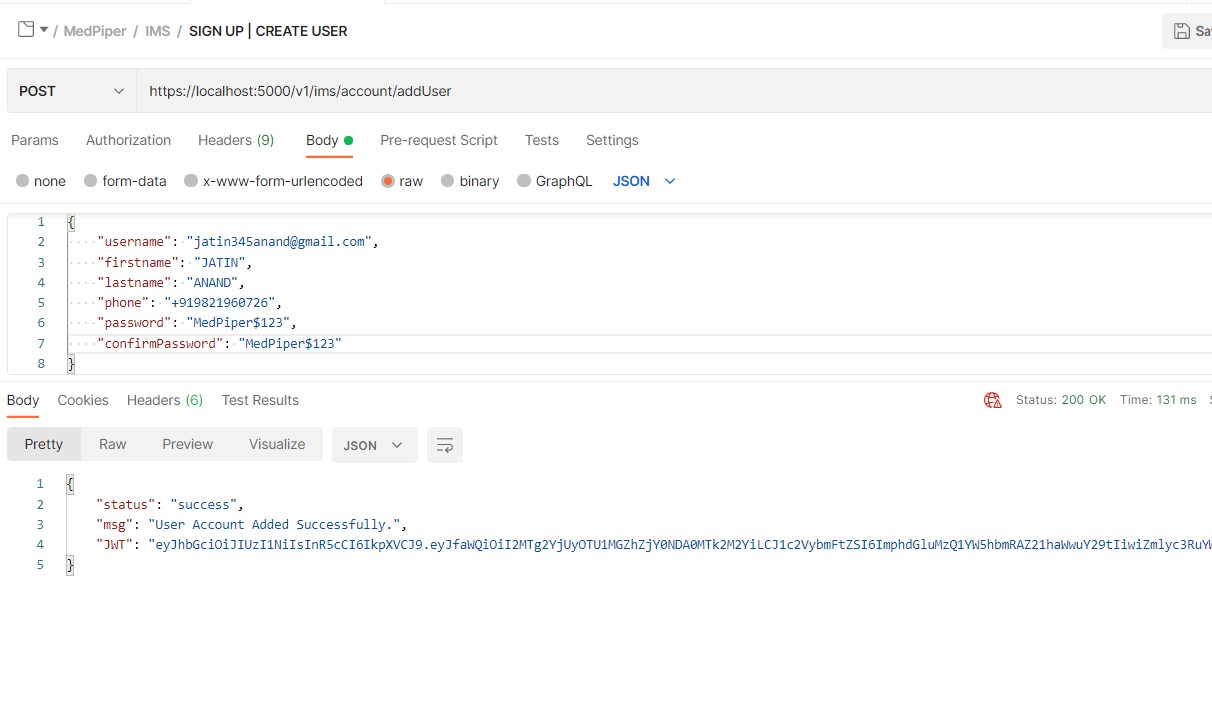 / MedPiper / IMS / SIGN UP | CREATE USER
Sa
POST https://localhost:5000/v1/ims/account/addUser
Params Authorization Headers (9) Body Pre-request Script Tests Settings
none form-data x-www-form-urlencoded raw binary GraphQL JSON
1 {
2 "username": "jatin345anand@gmail.com",
3 "firstname": "JATIN",
4 "lastname": "ANAND",
5 "phone": "+919821960726",
6 "password": "MedPiper$123",
7 "confirmPassword": "MedPiper$123"
8 }
Body Cookies Headers (6) Test Results Status: 200 OK Time: 131 ms
Pretty Raw Preview Visualize JSON
1 {
2 "status": "success",
3 "msg": "User Account Added Successfully.",
4 "JWT": "eyJhbGciOiJIUzI1NiIsInR5cCI6IkpXVCJ9.eyJfaWQiOiI2MTg2YjUyOTU1MGZhZjY0NDA0MTk2M2YiLCJ1c2VybmFtZSI6ImphdGluMzQ1YW5hbmRAZ21haWwuY29tIiwiZmlyc3RuYW
5 }